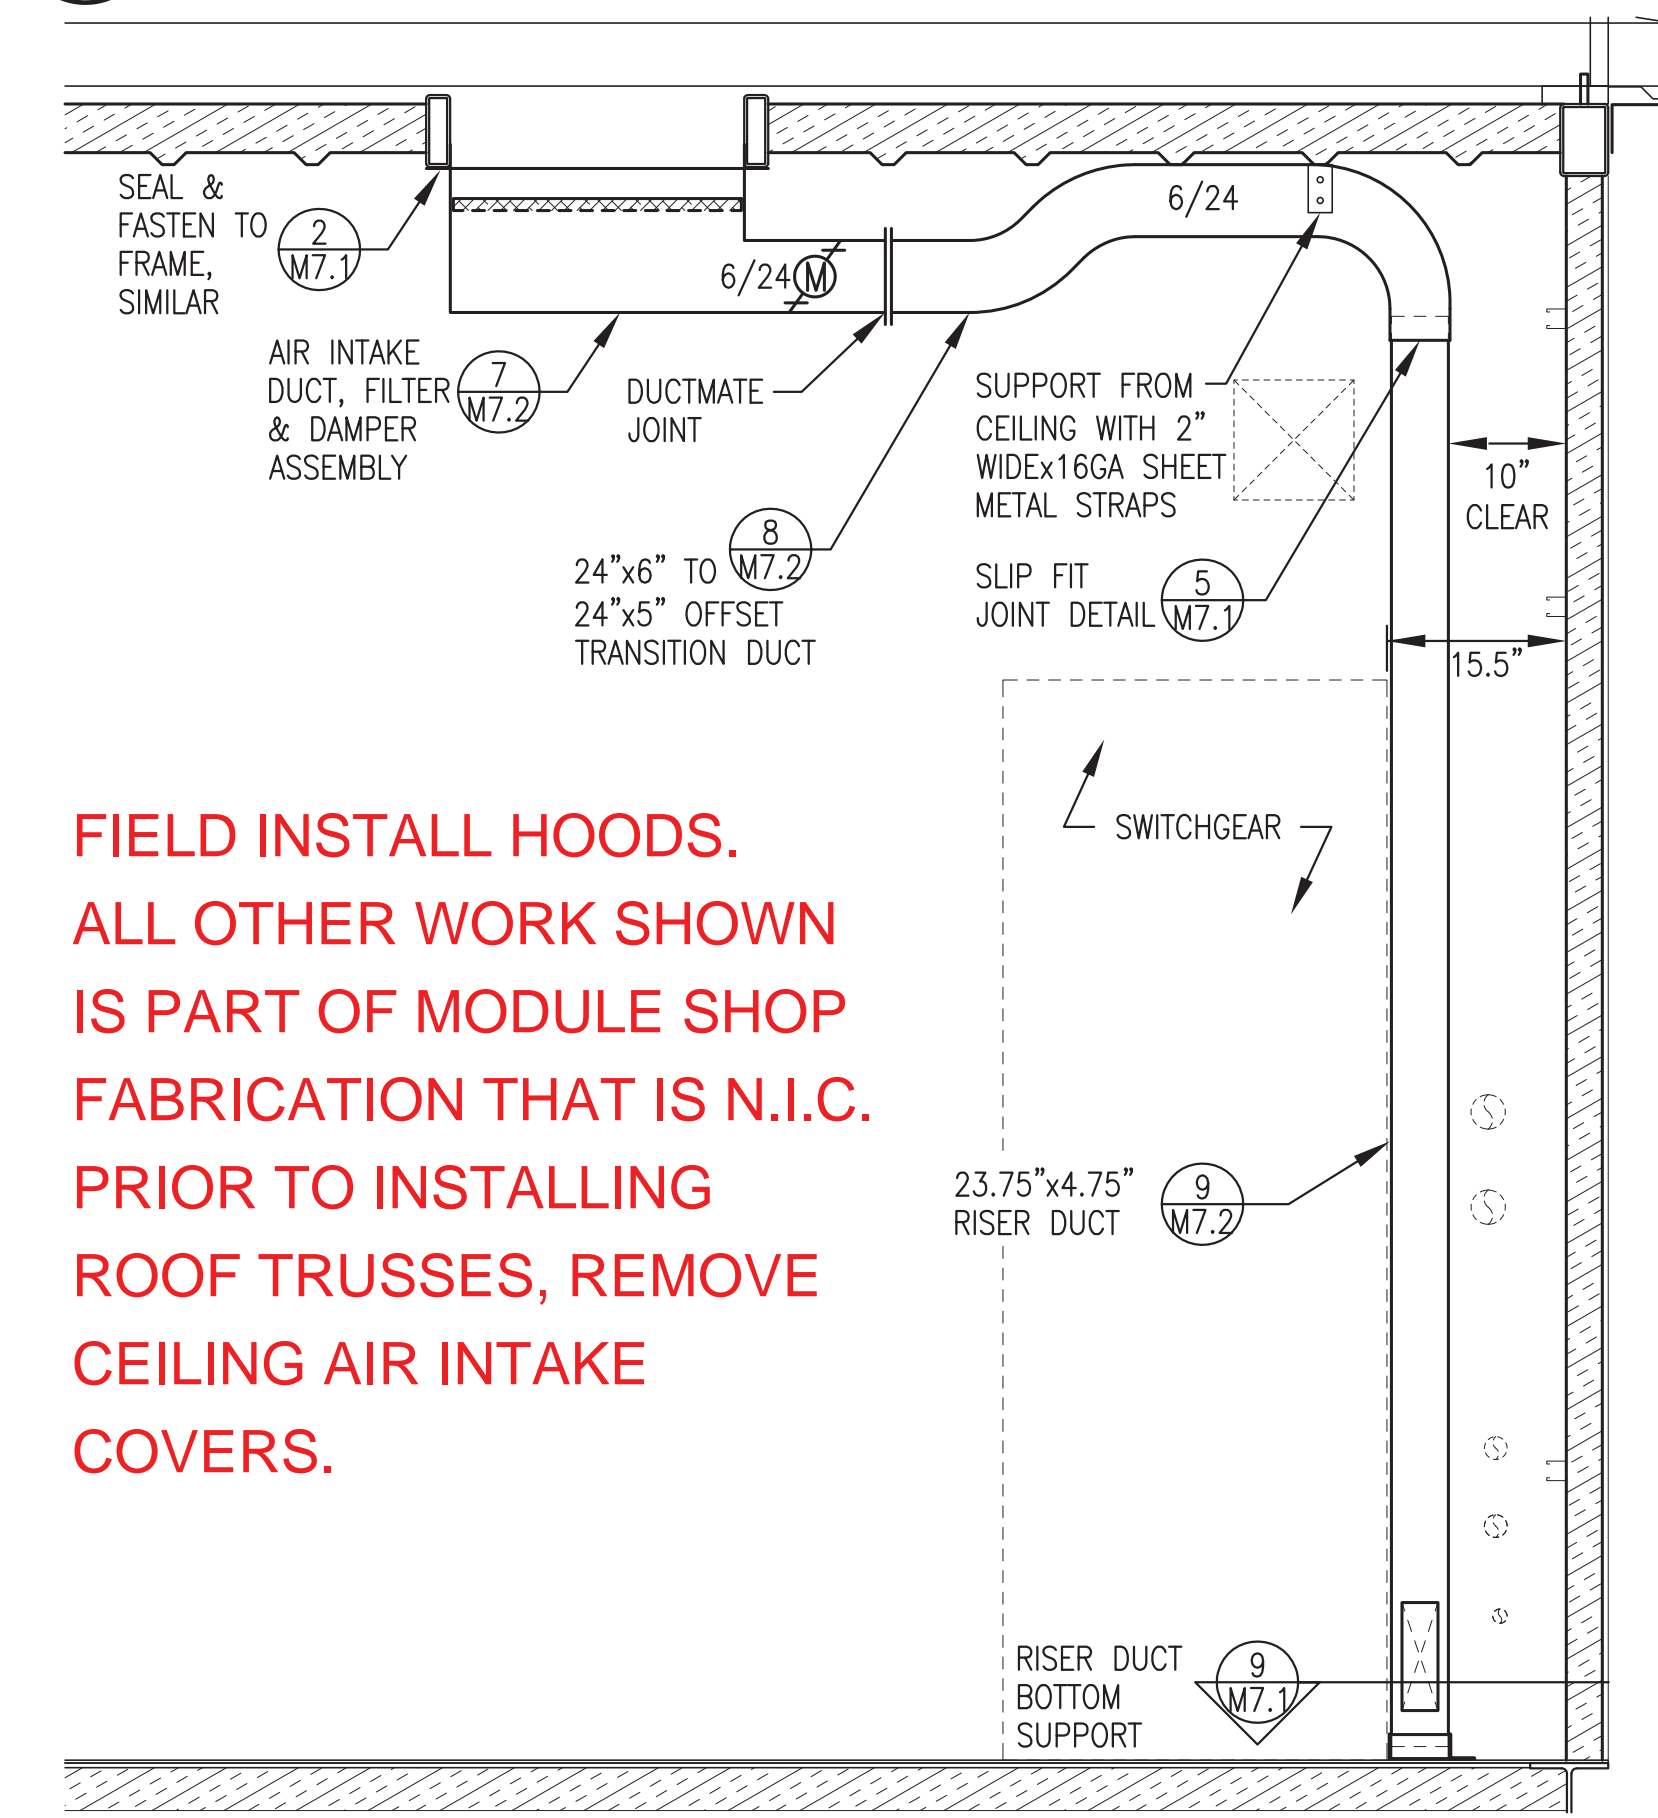 SEAL &
FASTEN TO
FRAME,
SIMILAR
2
M7.1
6/24
M
6/24
AIR INTAKE
DUCT, FILTER
& DAMPER
ASSEMBLY
7
M7.2
DUCTMATE
JOINT
SUPPORT FROM
CEILING WITH 2"
WIDEx16GA SHEET
METAL STRAPS
10"
CLEAR
24"x6" TO
24"x5" OFFSET
TRANSITION DUCT
8
M7.2
SLIP FIT
JOINT DETAIL
5
M7.1
15.5"
SWITCHGEAR
FIELD INSTALL HOODS.
ALL OTHER WORK SHOWN
IS PART OF MODULE SHOP
FABRICATION THAT IS N.I.C.
PRIOR TO INSTALLING
ROOF TRUSSES, REMOVE
CEILING AIR INTAKE
COVERS.
23.75"x4.75"
RISER DUCT
9
M7.2
RISER DUCT
BOTTOM
SUPPORT
9
M7.1